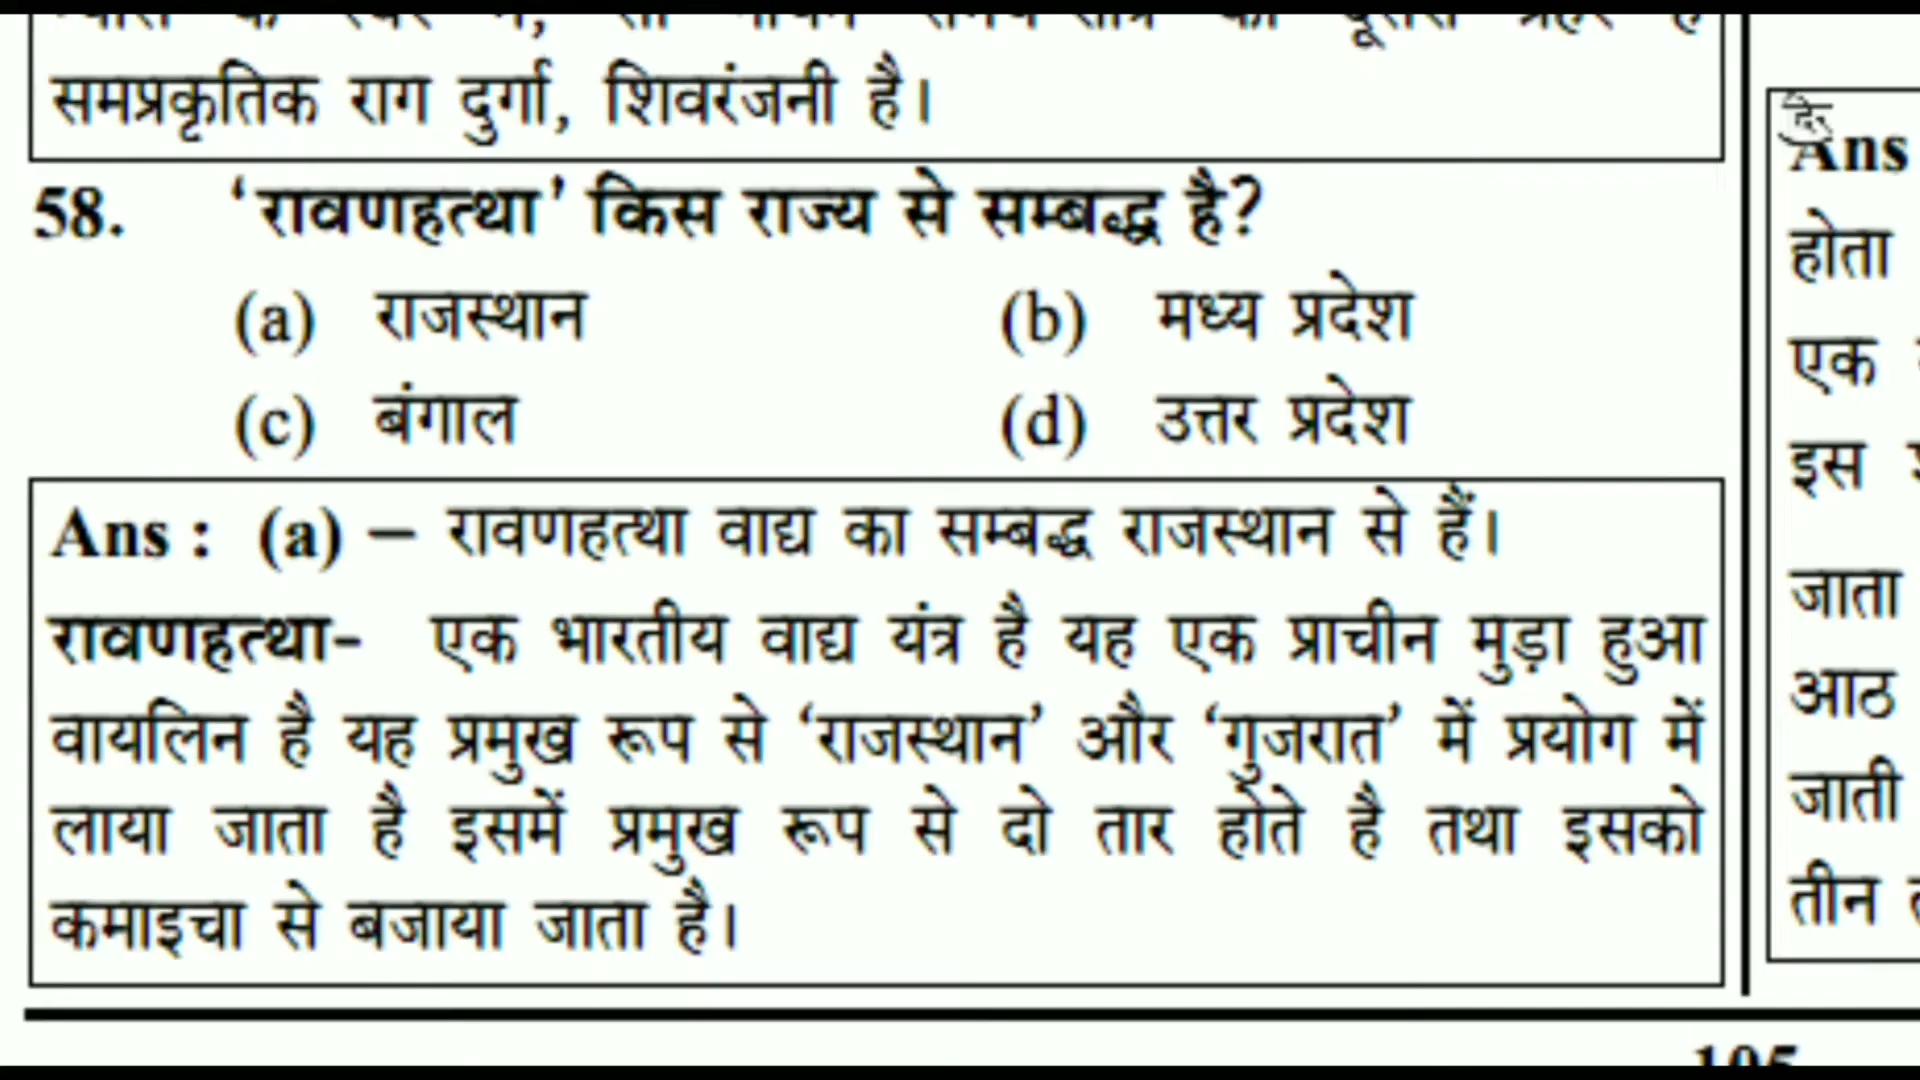 समप्रकृतिक राग दुर्गा, शिवरंजनी है।
58. ‘रावणहत्था’ किस राज्य से सम्बद्ध है?
(a) राजस्थान (b) मध्य प्रदेश
(c) बंगाल (d) उत्तर प्रदेश
Ans : (a) – रावणहत्था वाद्य का सम्बद्ध राजस्थान से हैं।
रावणहत्था- एक भारतीय वाद्य यंत्र है यह एक प्राचीन मुड़ा हुआ
वायलिन है यह प्रमुख रूप से ‘राजस्थान’ और ‘गुजरात’ में प्रयोग में
लाया जाता है इसमें प्रमुख रूप से दो तार होते है तथा इसको
कमाइचा से बजाया जाता है।
Ans
होता
एक
इस
जाता
आठ
जाती
तीन